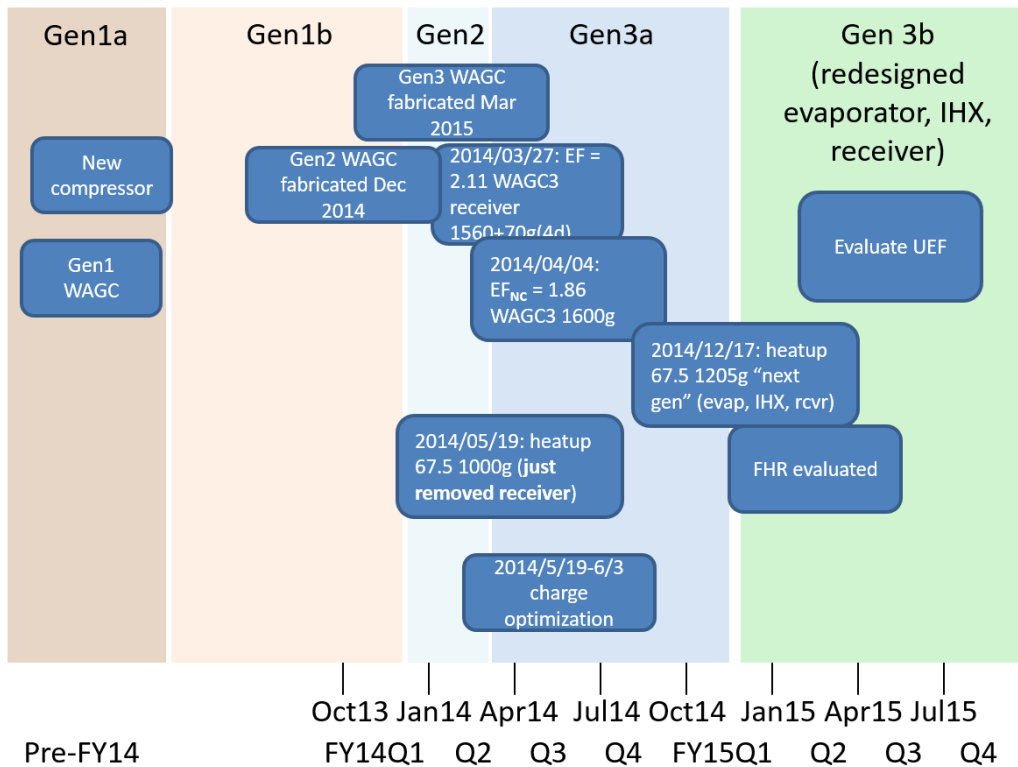 Gen1a
Gen1b
Gen2
Gen3a
Gen 3b
(redesigned
evaporator, IHX,
receiver)
Gen3 WAGC
fabricated Mar
2015
New
compressor
Gen2 WAGC
fabricated Dec
2014
2014/03/27: EF =
2.11 WAGC3
receiver
1560+70g(4d)
Gen1
WAGC
Evaluate UEF
2014/04/04:
EFNC = 1.86
WAGC3 1600g
2014/12/17: heatup
67.5 1205g “next
gen” (evap, IHX, rcvr)
2014/05/19: heatup
67.5 1000g (just
removed receiver)
FHR evaluated
2014/5/19-6/3
charge
optimization
Oct13 Jan14 Apr14 Jul14 Oct14 Jan15 Apr15 Jul15
Pre-FY14 FY14Q1 Q2 Q3 Q4 FY15Q1 Q2 Q3 Q4